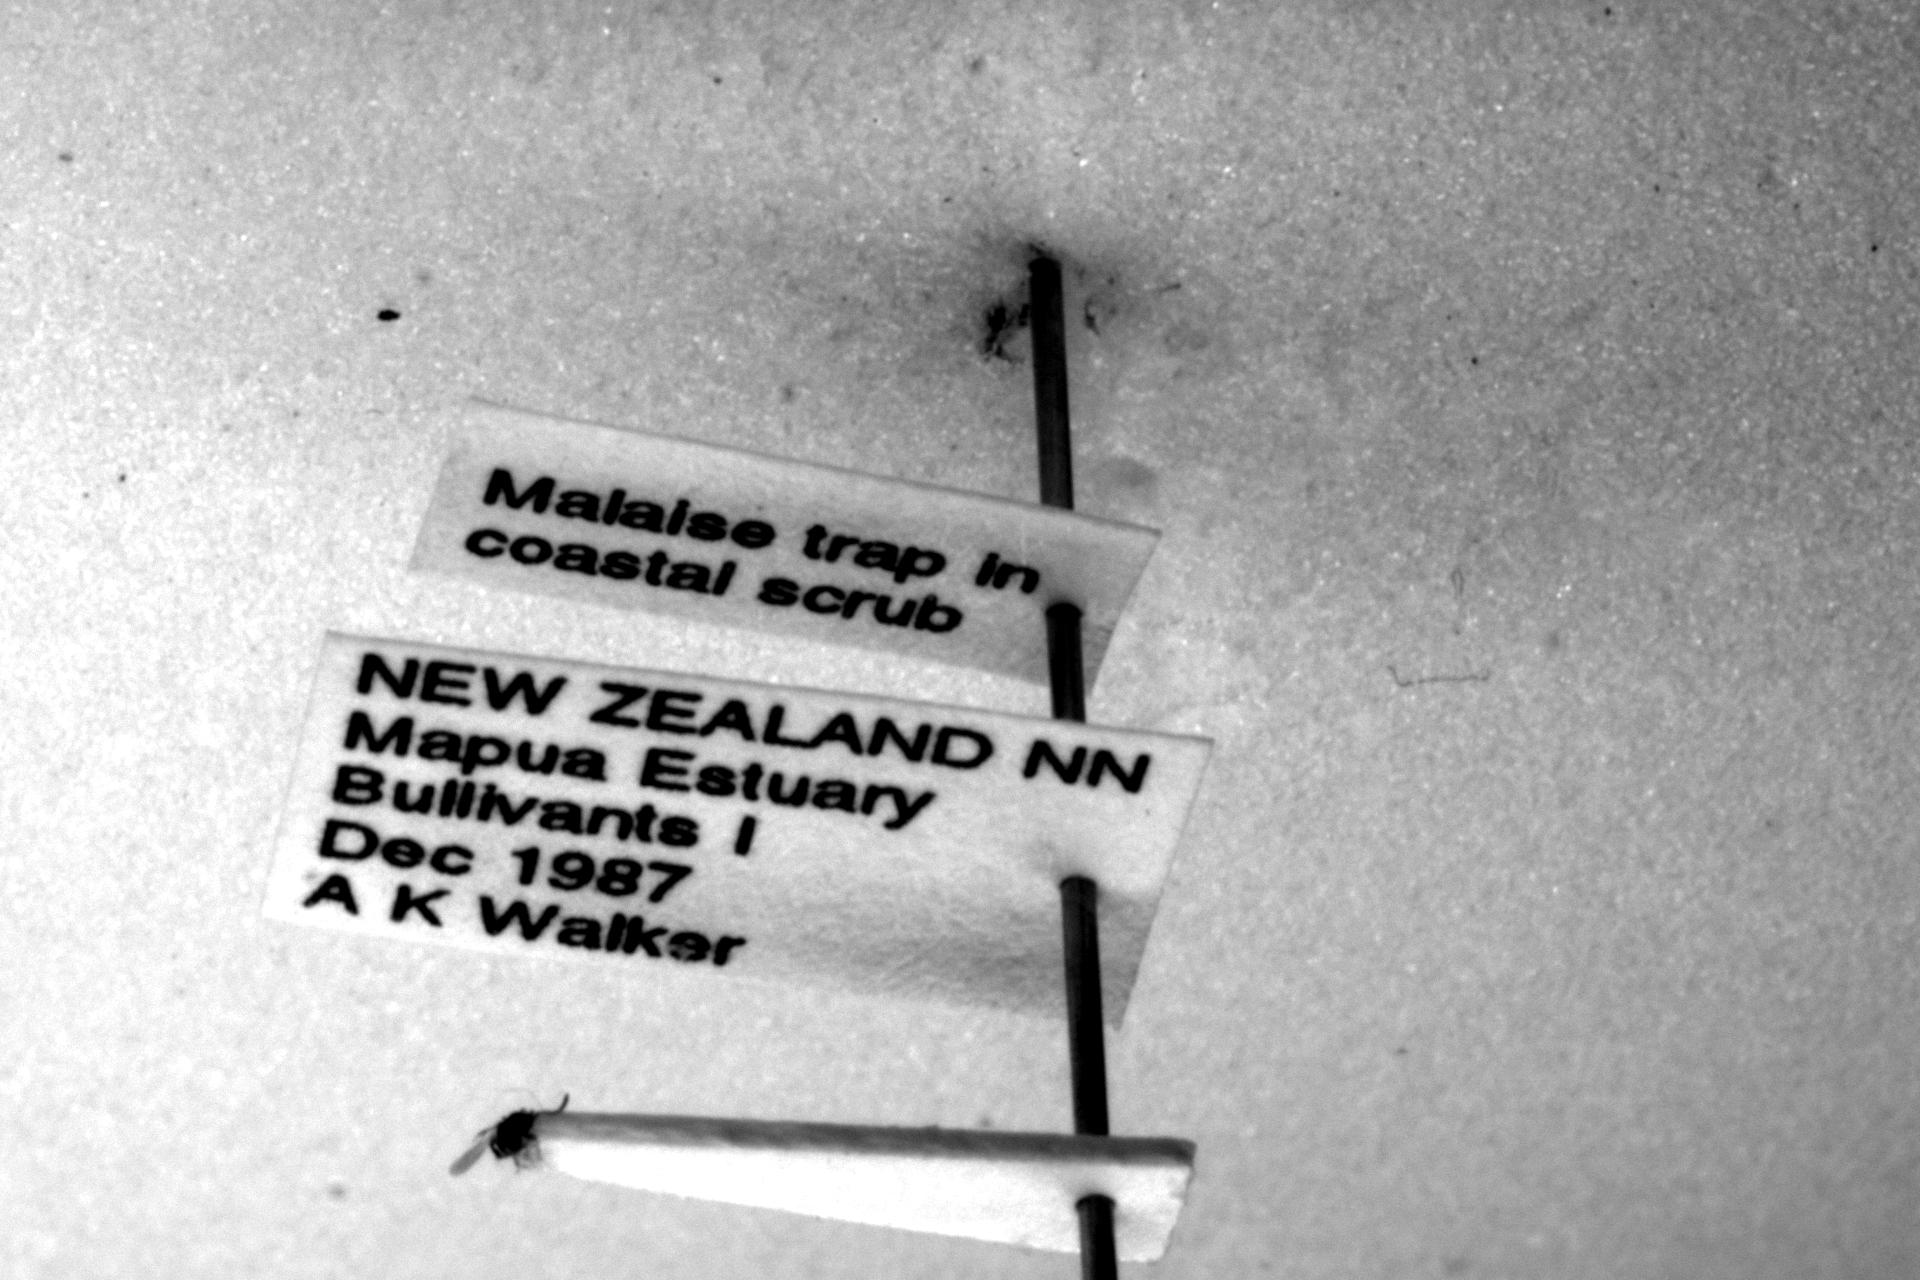 Malaise trap in
coastal scrub
NEW ZEALAND NN
Mapua Estuary
Bullivants I
Dec 1987
A K Walker